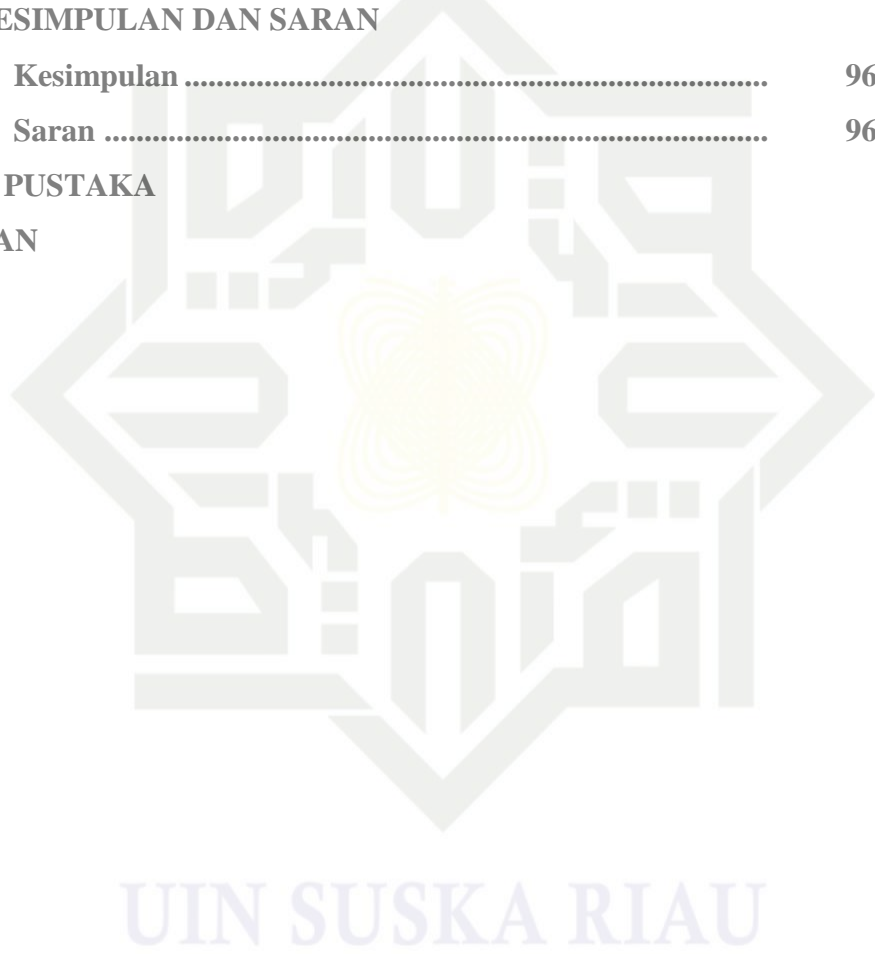 ESIMPULAN DAN SARAN
Kesimpulan ........................................................................ 96
Saran .................................................................................. 96
PUSTAKA
AN
UIN SUSKA RIAU